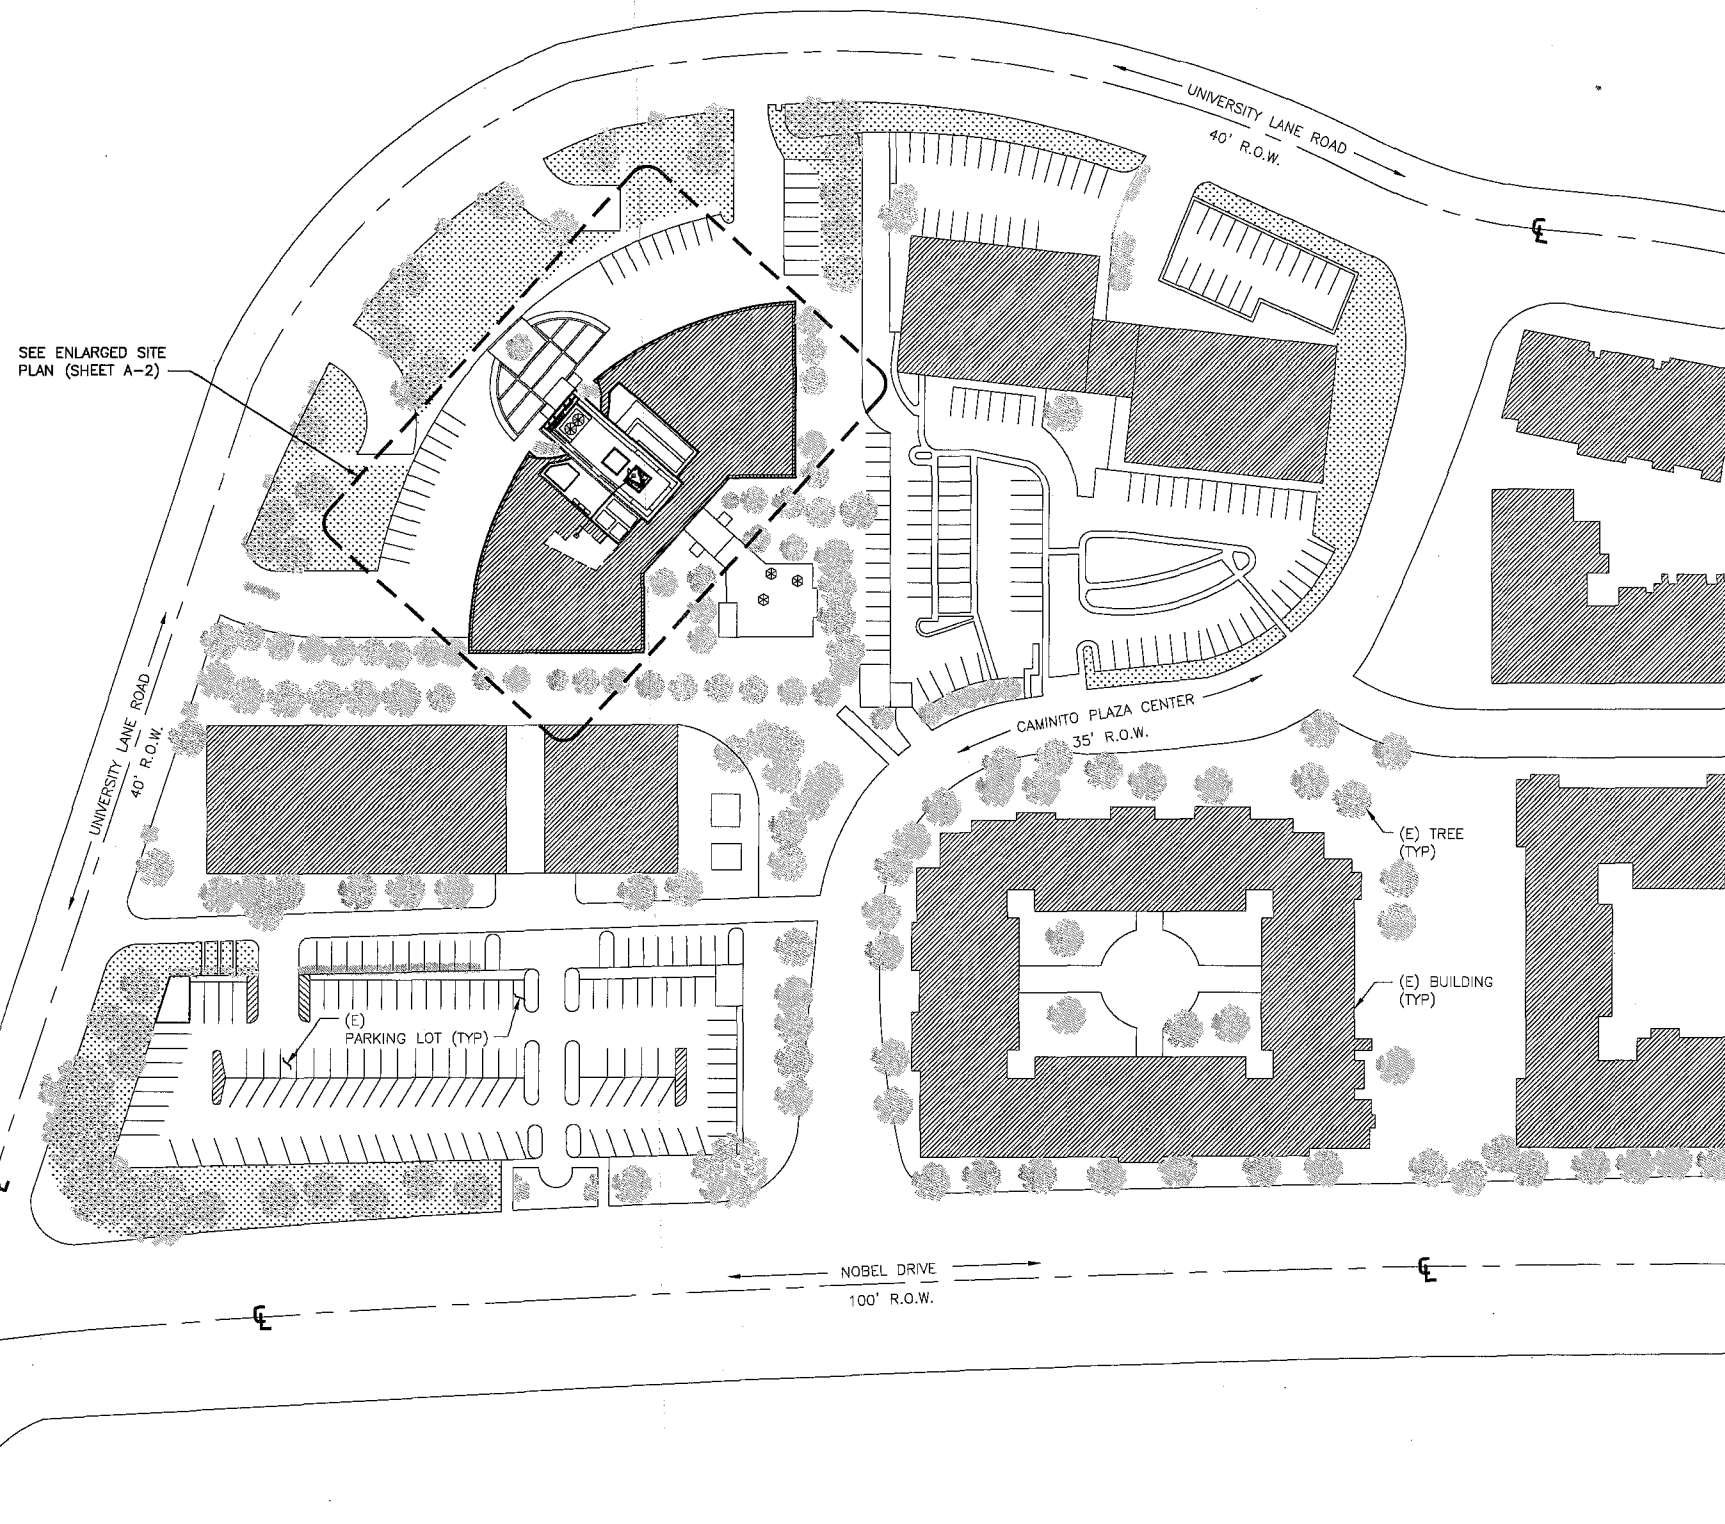 UNIVERSITY LANE ROAD
40' R.O.W.
℄
SEE ENLARGED SITE
PLAN (SHEET A-2)
UNIVERSITY LANE ROAD
40' R.O.W.
CAMINITO PLAZA CENTER
35' R.O.W.
(E) TREE
(TYP)
(E) BUILDING
(TYP)
(E)
PARKING LOT (TYP)
NOBEL DRIVE
100' R.O.W.
℄
℄